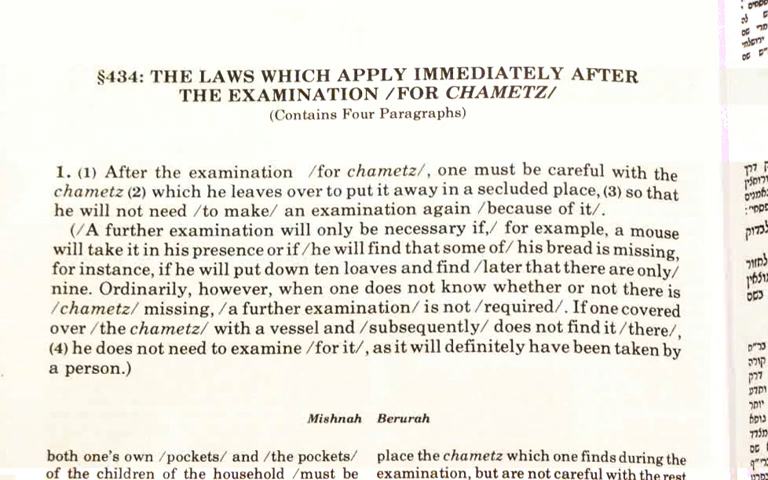 §434: THE LAWS WHICH APPLY IMMEDIATELY AFTER
THE EXAMINATION /FOR CHAMETZ/
(Contains Four Paragraphs)
1. (1) After the examination /for chametz/, one must be careful with the
chametz (2) which he leaves over to put it away in a secluded place, (3) so that
he will not need /to make/ an examination again /because of it/.
(/A further examination will only be necessary if,/ for example, a mouse
will take it in his presence or if /he will find that some of/ his bread is missing,
for instance, if he will put down ten loaves and find /later that there are only/
nine. Ordinarily, however, when one does not know whether or not there is
/chametz/ missing, /a further examination/ is not /required/. If one covered
over /the chametz/ with a vessel and /subsequently/ does not find it /there/,
(4) he does not need to examine /for it/, as it will definitely have been taken by
a person.)
Mishnah Berurah
both one's own /pockets/ and /the pockets/
of the children of the household /must be
place the chametz which one finds during the
examination, but are not careful with the rest